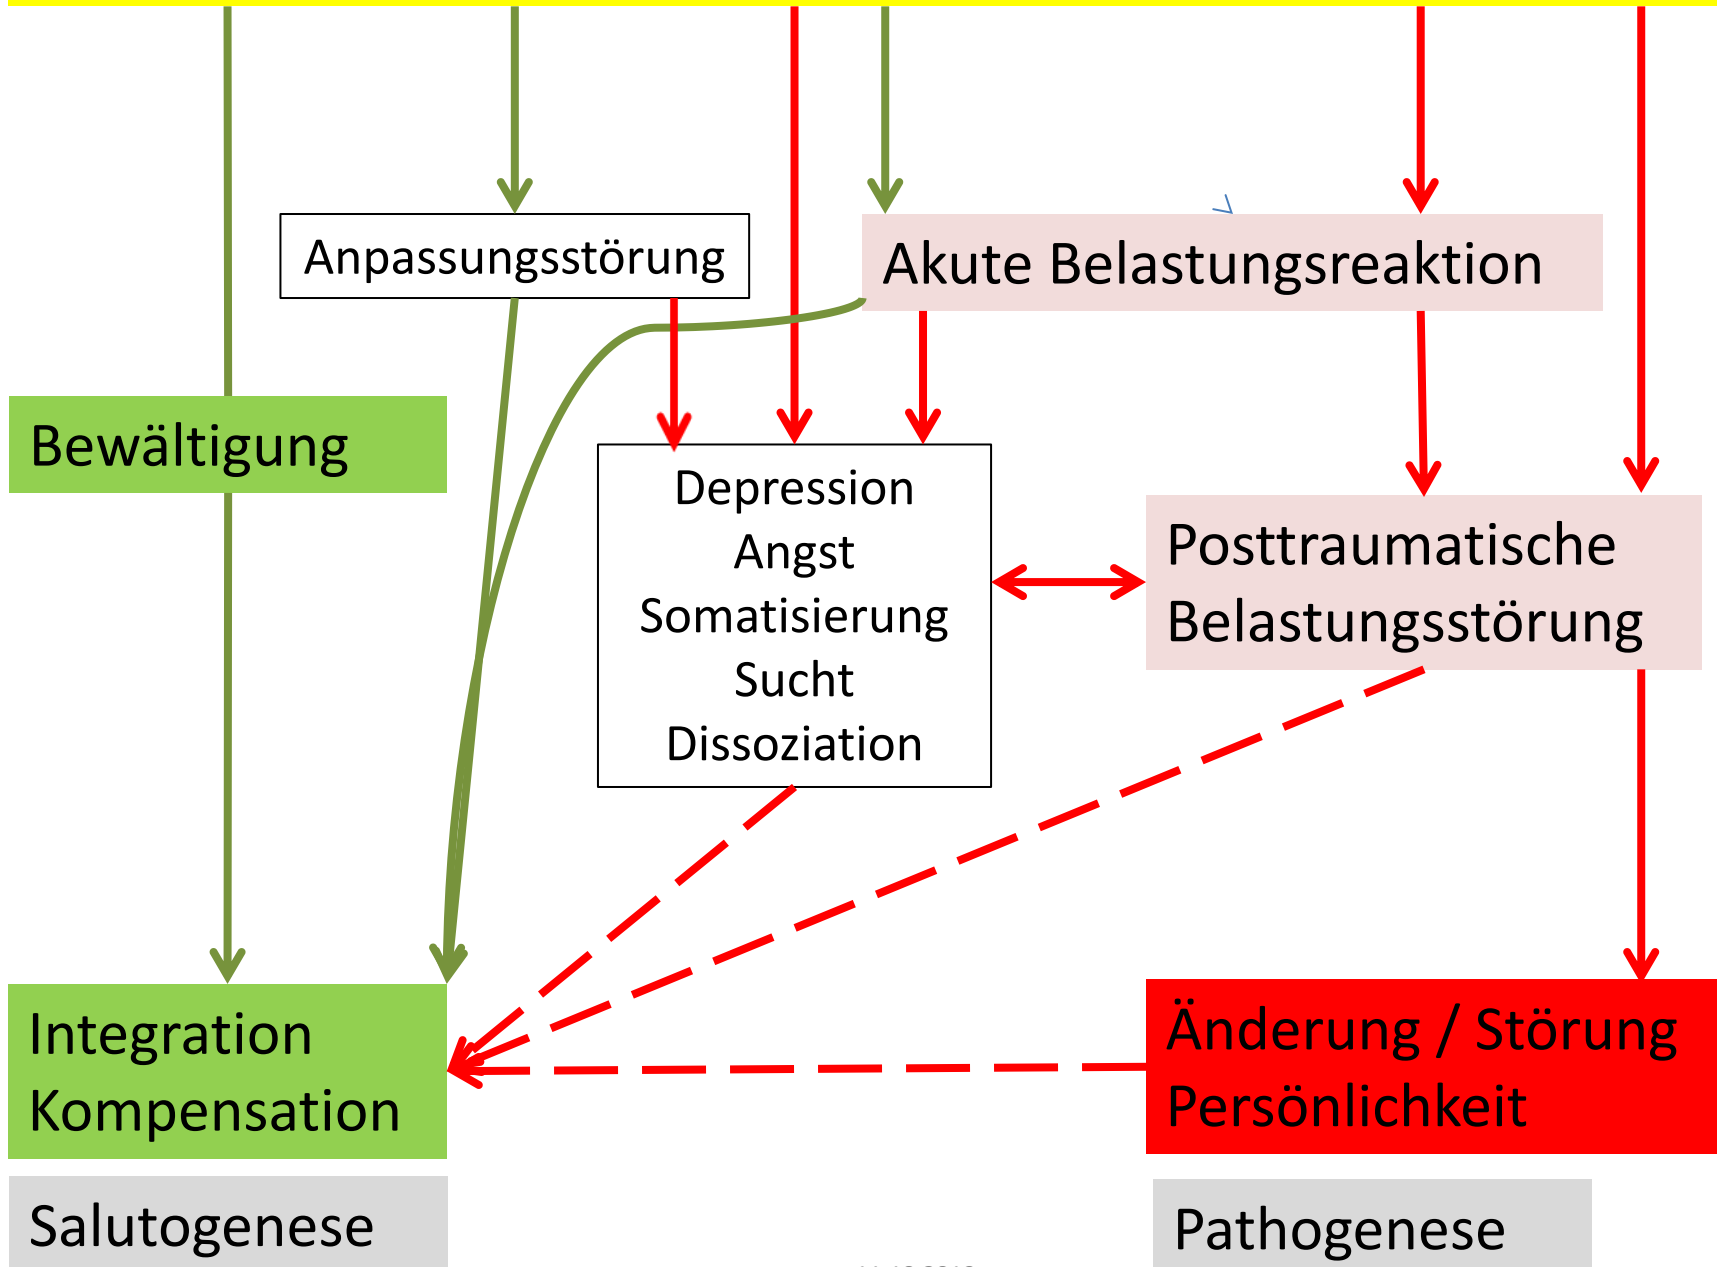 Anpassungsstörung
Akute Belastungsreaktion
Bewältigung
Depression
Angst
Somatisierung
Sucht
Dissoziation
Posttraumatische
Belastungsstörung
Integration
Kompensation
Änderung / Störung
Persönlichkeit
Salutogenese
Pathogenese